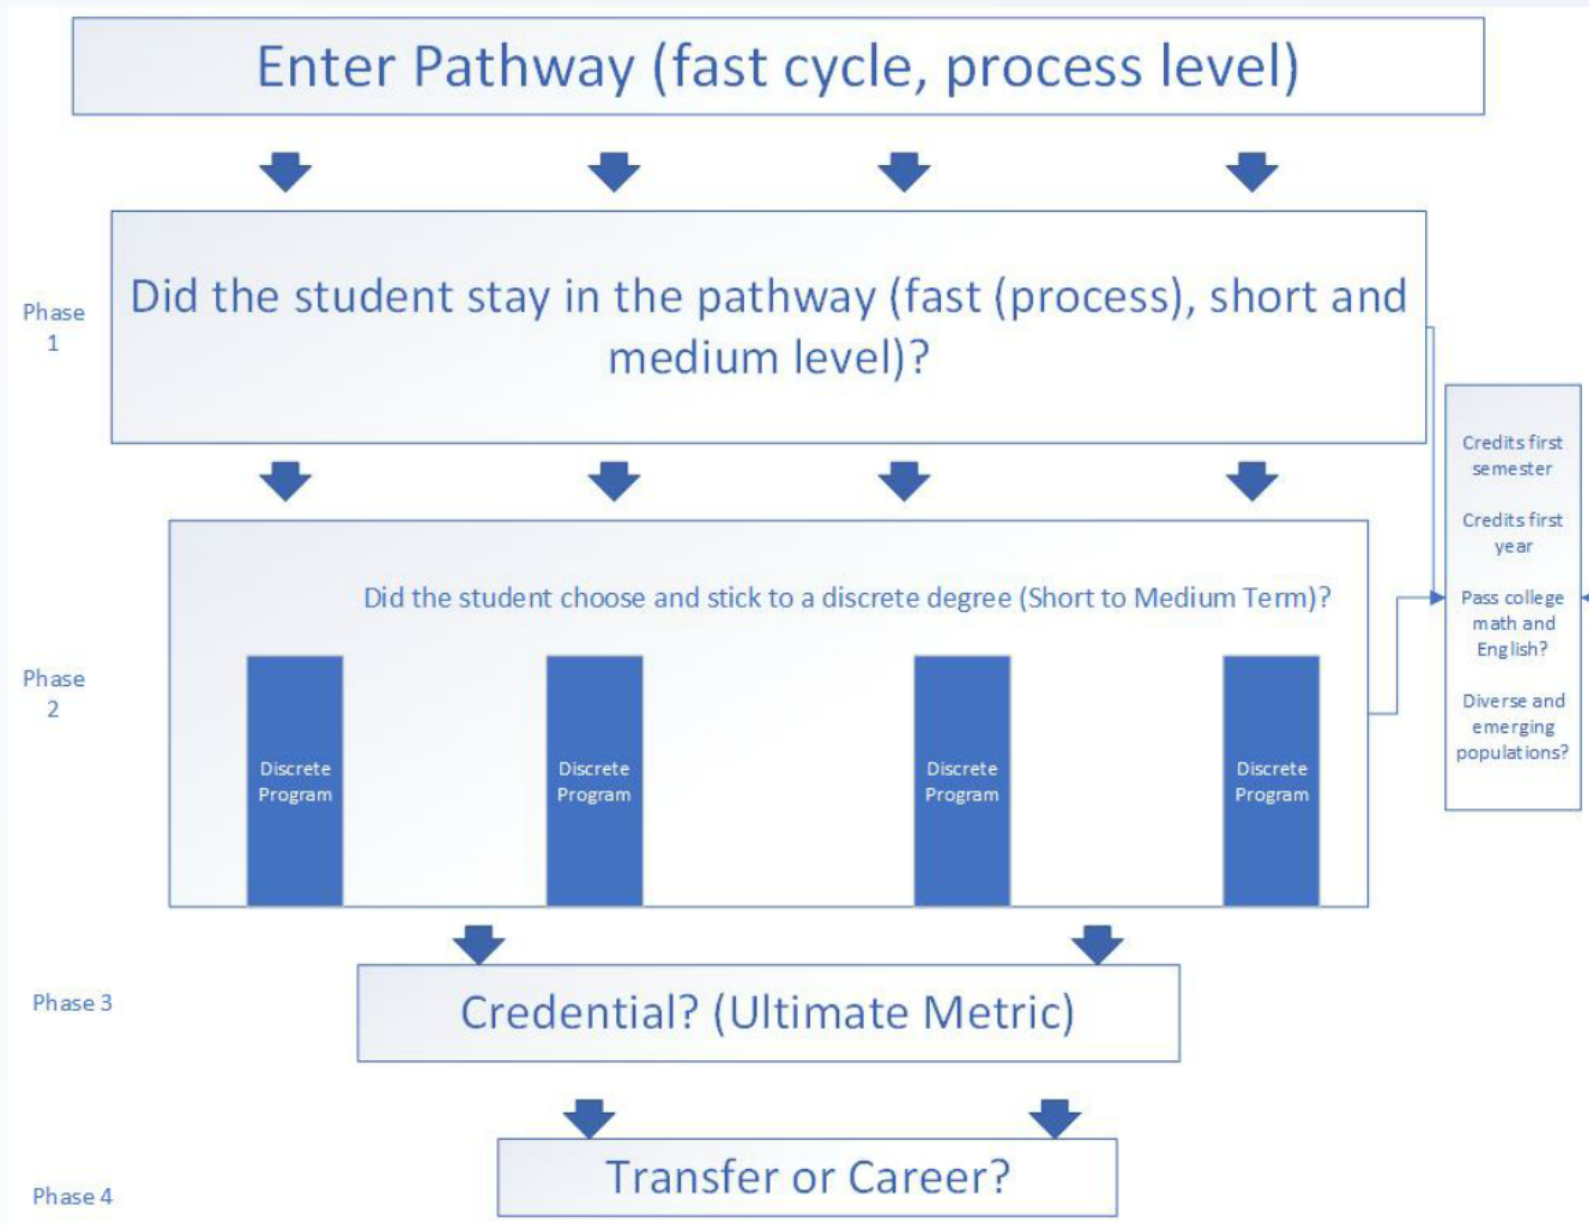 Enter Pathway (fast cycle, process level)
Phase
1
Did the student stay in the pathway (fast (process), short and
medium level)?
Credits first
semester
Credits first
year
Pass college
math and
English?
Diverse and
emerging
populations?
Phase
2
Did the student choose and stick to a discrete degree (Short to Medium Term)?
Discrete
Program
Discrete
Program
Discrete
Program
Discrete
Program
Phase 3
Credential? (Ultimate Metric)
Phase 4
Transfer or Career?